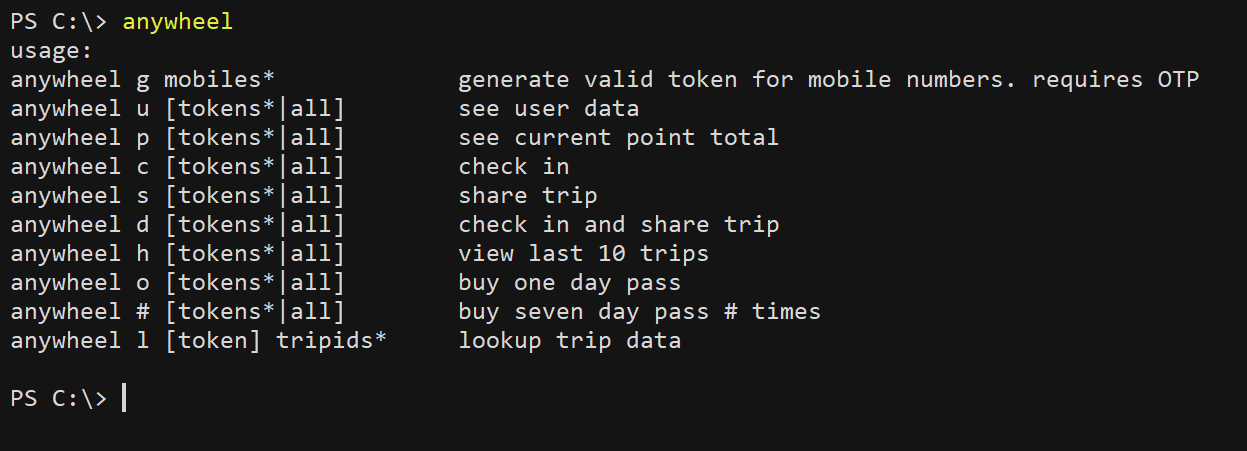 PS C:\> anywheel
usage:
anywheel g mobiles* generate valid token for mobile numbers. requires OTP
anywheel u [tokens*|all] see user data
anywheel p [tokens*|all] see current point total
anywheel c [tokens*|all] check in
anywheel s [tokens*|all] share trip
anywheel d [tokens*|all] check in and share trip
anywheel h [tokens*|all] view last 10 trips
anywheel o [tokens*|all] buy one day pass
anywheel # [tokens*|all] buy seven day pass # times
anywheel l [token] tripids* lookup trip data
PS C:\>